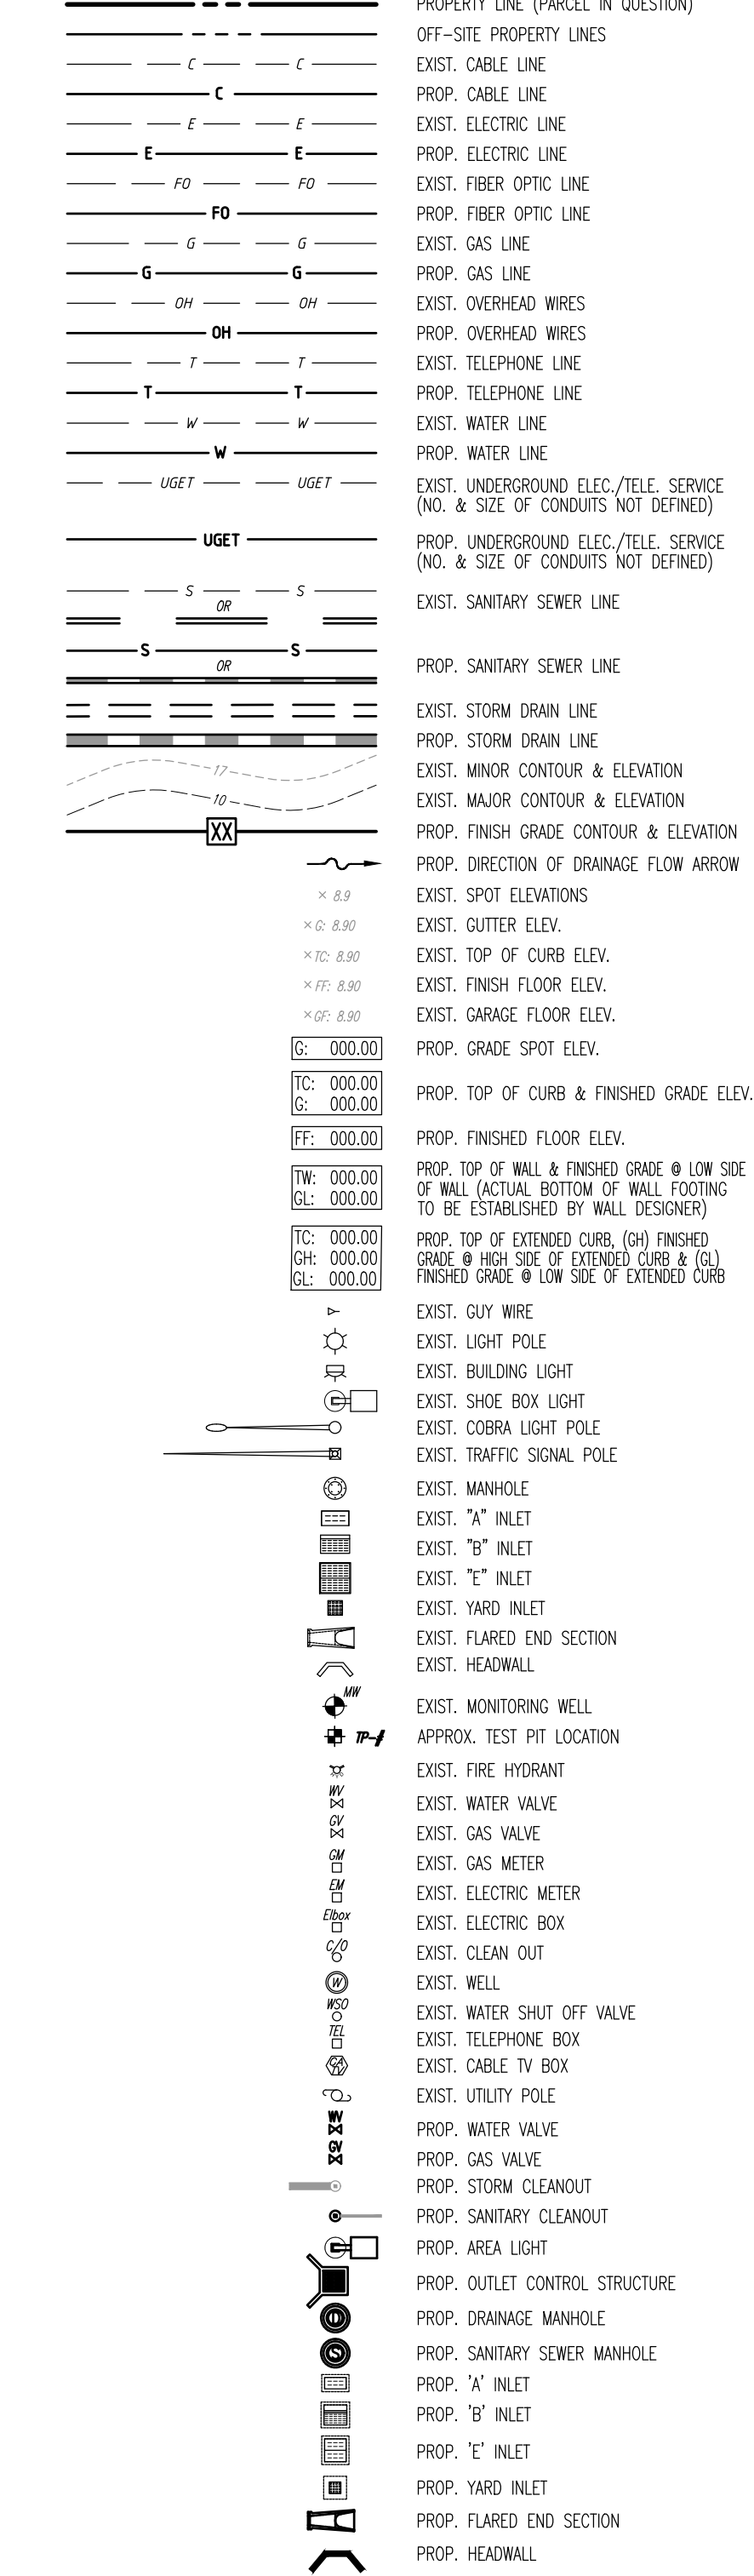 PROPERTY LINE (PARCEL IN QUESTION)
OFF-SITE PROPERTY LINES
C C EXIST. CABLE LINE
C PROP. CABLE LINE
E E EXIST. ELECTRIC LINE
E E PROP. ELECTRIC LINE
FO FO EXIST. FIBER OPTIC LINE
FO PROP. FIBER OPTIC LINE
G G EXIST. GAS LINE
G G PROP. GAS LINE
OH OH EXIST. OVERHEAD WIRES
OH PROP. OVERHEAD WIRES
T T EXIST. TELEPHONE LINE
T T PROP. TELEPHONE LINE
W W EXIST. WATER LINE
W PROP. WATER LINE
UGET UGET EXIST. UNDERGROUND ELEC./TELE. SERVICE
(NO. & SIZE OF CONDUITS NOT DEFINED)
UGET PROP. UNDERGROUND ELEC./TELE. SERVICE
(NO. & SIZE OF CONDUITS NOT DEFINED)
S S
OR EXIST. SANITARY SEWER LINE
S S
OR PROP. SANITARY SEWER LINE
EXIST. STORM DRAIN LINE
PROP. STORM DRAIN LINE
17 EXIST. MINOR CONTOUR & ELEVATION
10 EXIST. MAJOR CONTOUR & ELEVATION
XX PROP. FINISH GRADE CONTOUR & ELEVATION
PROP. DIRECTION OF DRAINAGE FLOW ARROW
× 8.9 EXIST. SPOT ELEVATIONS
× G: 8.90 EXIST. GUTTER ELEV.
× TC: 8.90 EXIST. TOP OF CURB ELEV.
× FF: 8.90 EXIST. FINISH FLOOR ELEV.
× GF: 8.90 EXIST. GARAGE FLOOR ELEV.
G: 000.00 PROP. GRADE SPOT ELEV.
TC: 000.00
G: 000.00
PROP. TOP OF CURB & FINISHED GRADE ELEV.
FF: 000.00 PROP. FINISHED FLOOR ELEV.
TW: 000.00
GL: 000.00
PROP. TOP OF WALL & FINISHED GRADE @ LOW SIDE
OF WALL (ACTUAL BOTTOM OF WALL FOOTING
TO BE ESTABLISHED BY WALL DESIGNER)
TC: 000.00
GH: 000.00
GL: 000.00
PROP. TOP OF EXTENDED CURB, (GH) FINISHED
GRADE @ HIGH SIDE OF EXTENDED CURB & (GL)
FINISHED GRADE @ LOW SIDE OF EXTENDED CURB
EXIST. GUY WIRE
EXIST. LIGHT POLE
EXIST. BUILDING LIGHT
EXIST. SHOE BOX LIGHT
EXIST. COBRA LIGHT POLE
EXIST. TRAFFIC SIGNAL POLE
EXIST. MANHOLE
EXIST. "A" INLET
EXIST. "B" INLET
EXIST. "E" INLET
EXIST. YARD INLET
EXIST. FLARED END SECTION
EXIST. HEADWALL
MW EXIST. MONITORING WELL
TP-# APPROX. TEST PIT LOCATION
EXIST. FIRE HYDRANT
WV EXIST. WATER VALVE
GV EXIST. GAS VALVE
GM EXIST. GAS METER
EM EXIST. ELECTRIC METER
Elbox EXIST. ELECTRIC BOX
C/O EXIST. CLEAN OUT
W EXIST. WELL
WSO EXIST. WATER SHUT OFF VALVE
TEL EXIST. TELEPHONE BOX
CA
TV EXIST. CABLE TV BOX
EXIST. UTILITY POLE
WV PROP. WATER VALVE
GV PROP. GAS VALVE
PROP. STORM CLEANOUT
PROP. SANITARY CLEANOUT
PROP. AREA LIGHT
PROP. OUTLET CONTROL STRUCTURE
D PROP. DRAINAGE MANHOLE
S PROP. SANITARY SEWER MANHOLE
PROP. 'A' INLET
PROP. 'B' INLET
PROP. 'E' INLET
PROP. YARD INLET
PROP. FLARED END SECTION
PROP. HEADWALL